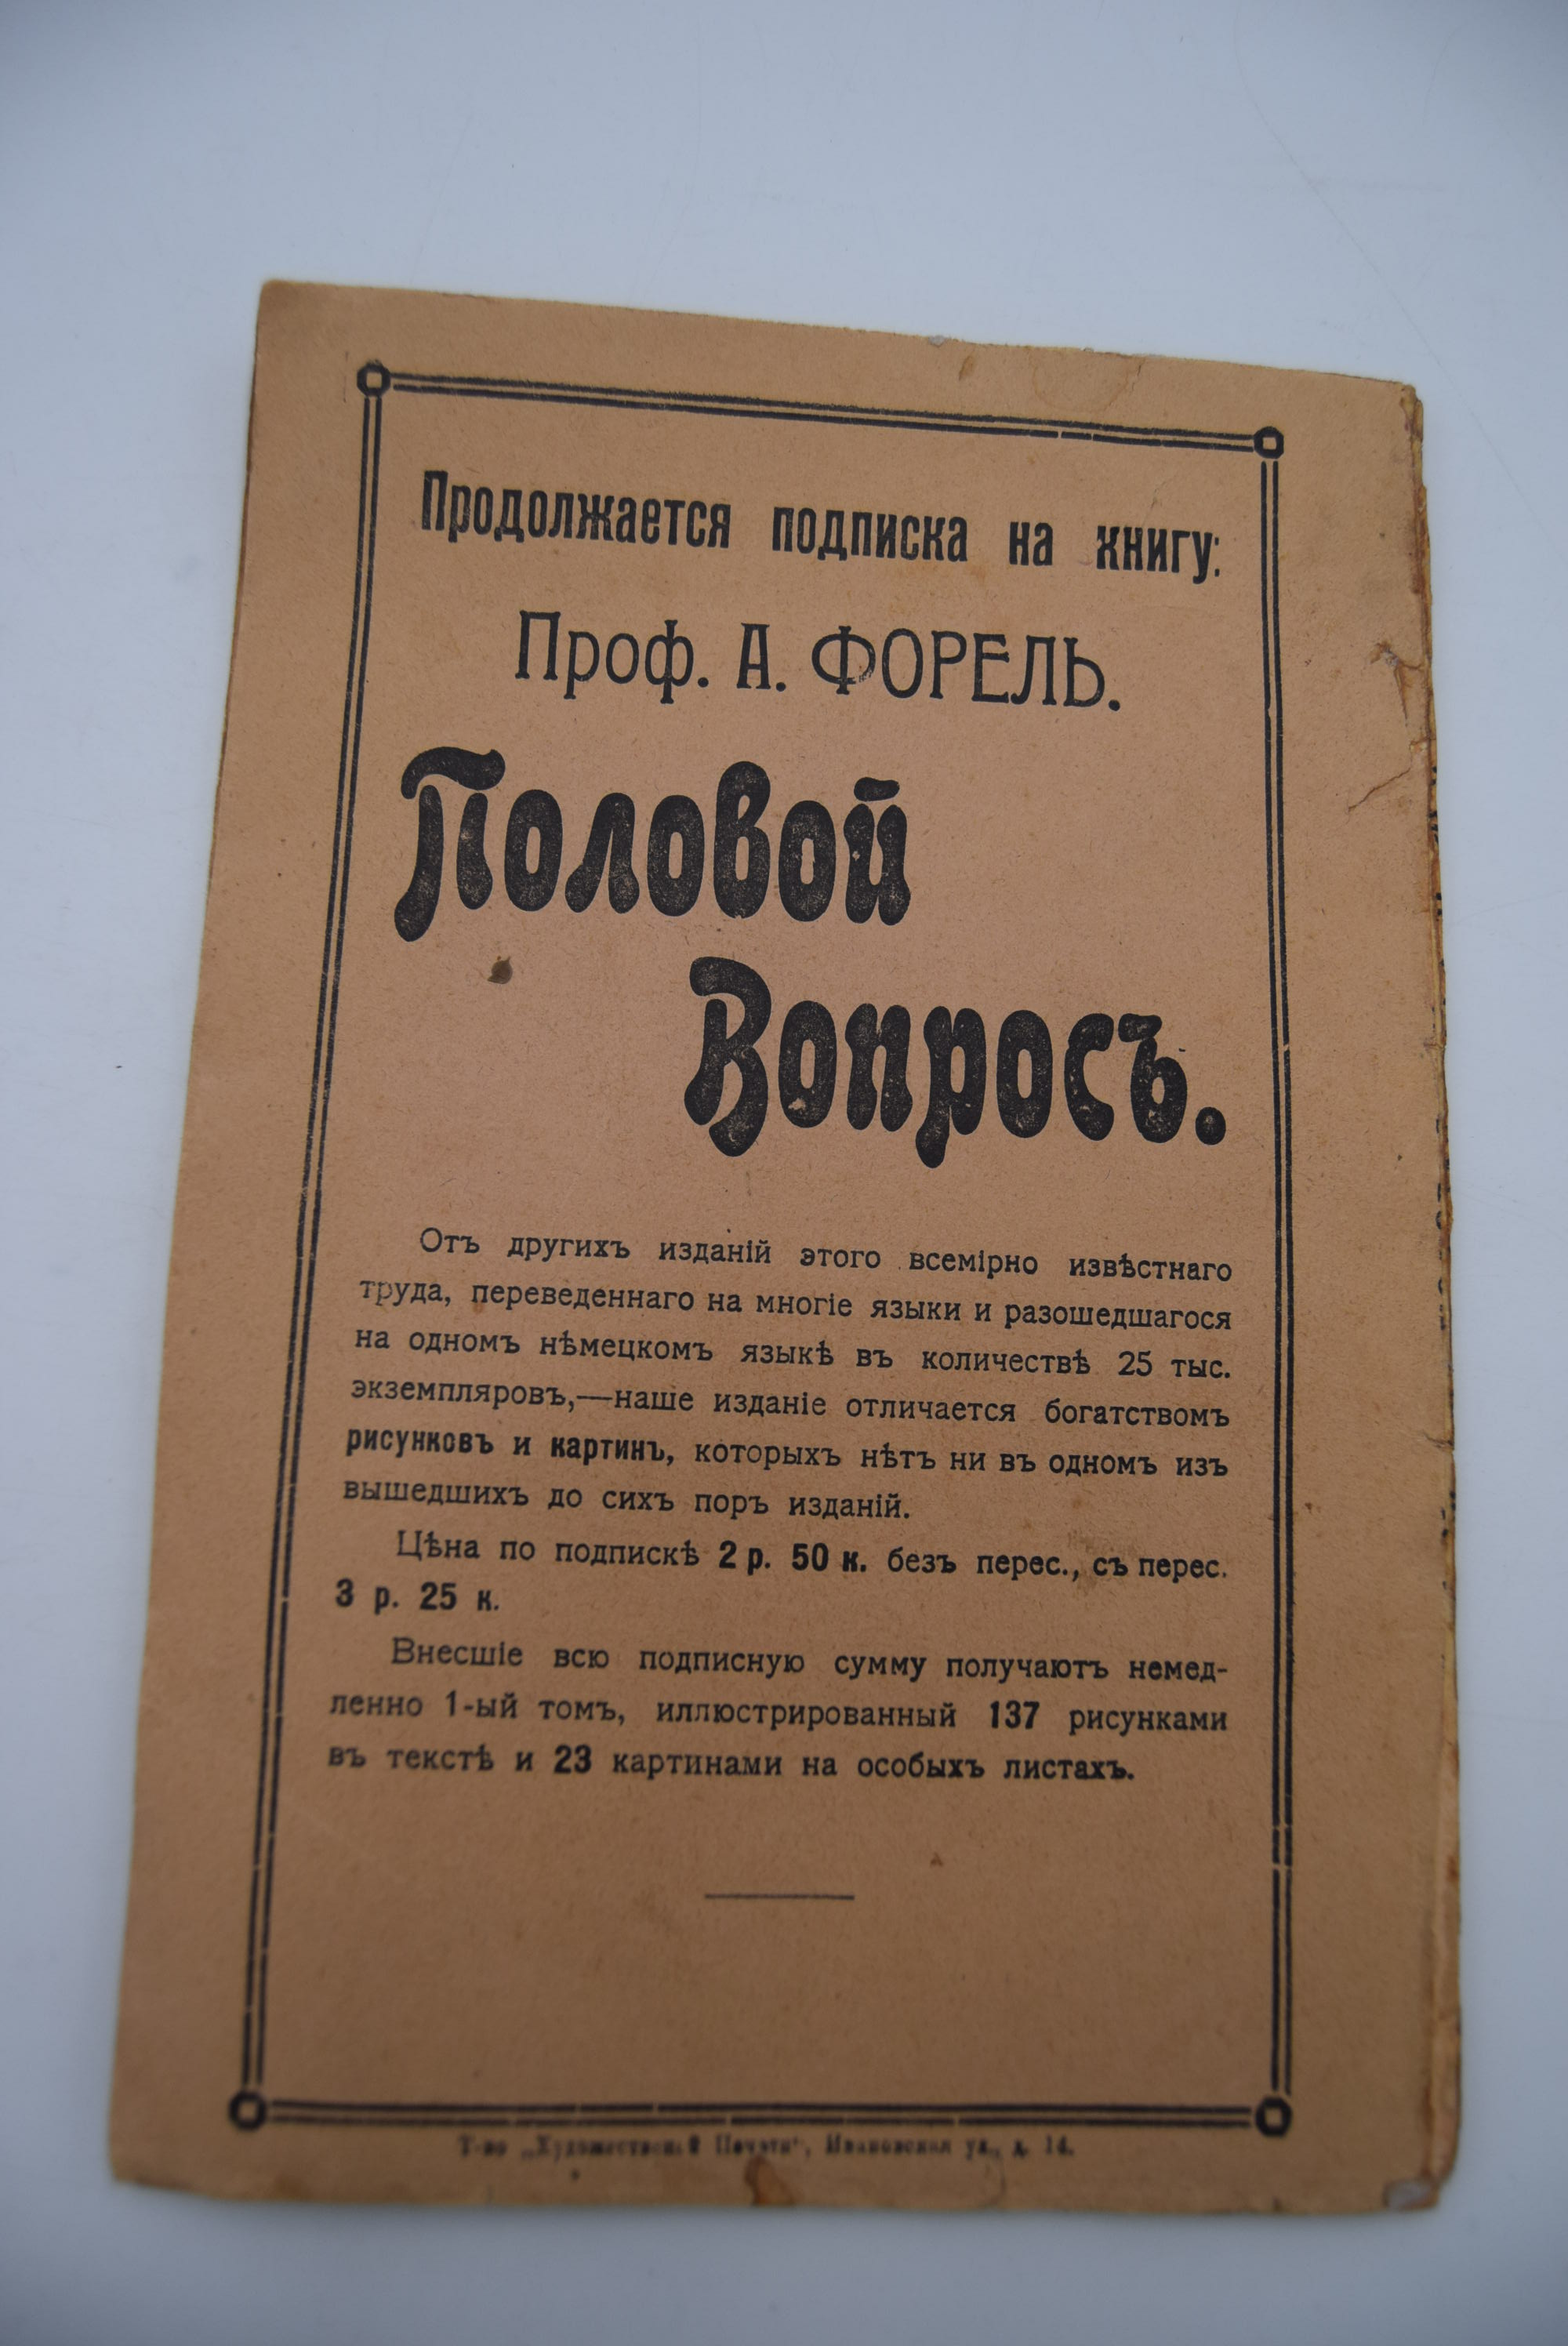 Продолжается подписка на книгу:
Проф. А. ФОРЕЛЬ.
Половой
Вопросъ.
Отъ другихъ изданій этого всемірно извѣстнаго
труда, переведеннаго на многіе языки и разошедшагося
на одномъ нѣмецкомъ языкѣ въ количествѣ 25 тыс.
экземпляровъ,—наше изданіе отличается богатствомъ
рисунковъ и картинъ, которыхъ нѣтъ ни въ одномъ изъ
вышедшихъ до сихъ поръ изданій.
Цѣна по подпискѣ 2 р. 50 к. безъ перес., съ перес.
3 р. 25 к.
Внесшіе всю подписную сумму получаютъ немед-
ленно 1-ый томъ, иллюстрированный 137 рисунками
въ текстѣ и 23 картинами на особыхъ листахъ.
Т-во „Художественной Печати“, Ивановская ул., д. 14.